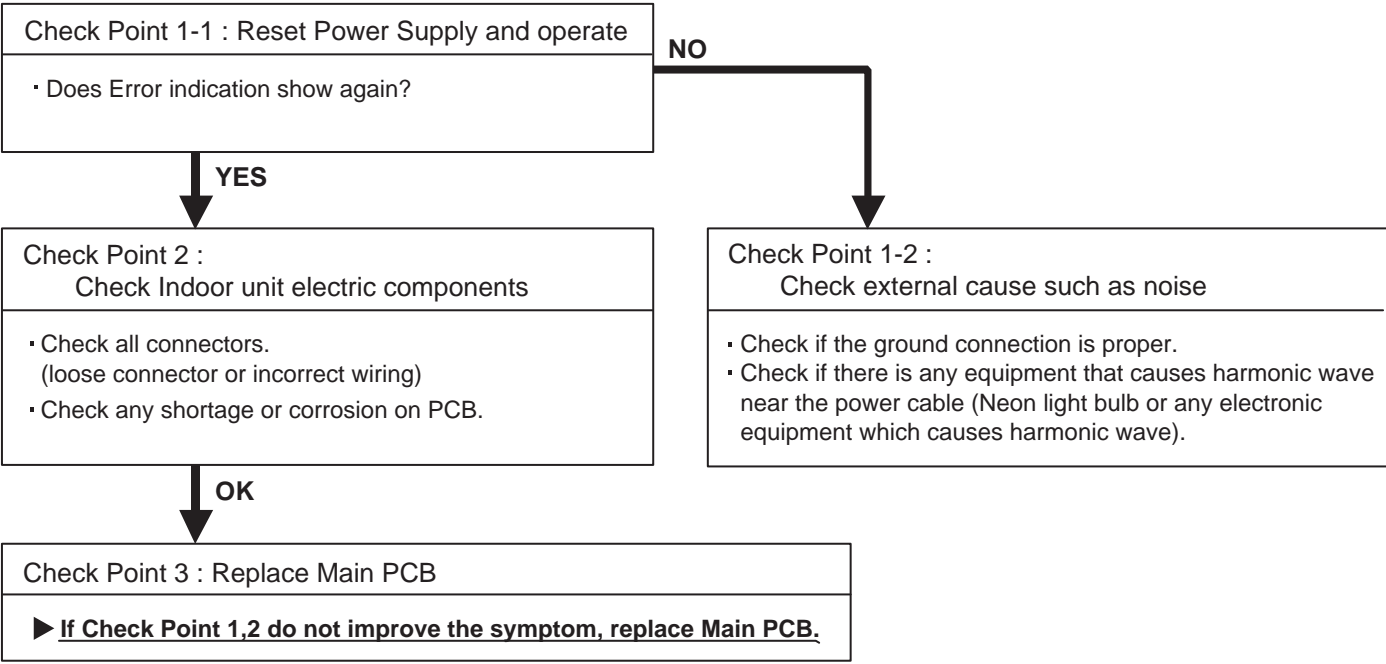 Check Point 1-1 : Reset Power Supply and operate
· Does Error indication show again?
NO
YES
Check Point 2 :
Check Indoor unit electric components
· Check all connectors.
(loose connector or incorrect wiring)
· Check any shortage or corrosion on PCB.
Check Point 1-2 :
Check external cause such as noise
· Check if the ground connection is proper.
· Check if there is any equipment that causes harmonic wave
near the power cable (Neon light bulb or any electronic
equipment which causes harmonic wave).
OK
Check Point 3 : Replace Main PCB
▶ If Check Point 1,2 do not improve the symptom, replace Main PCB.